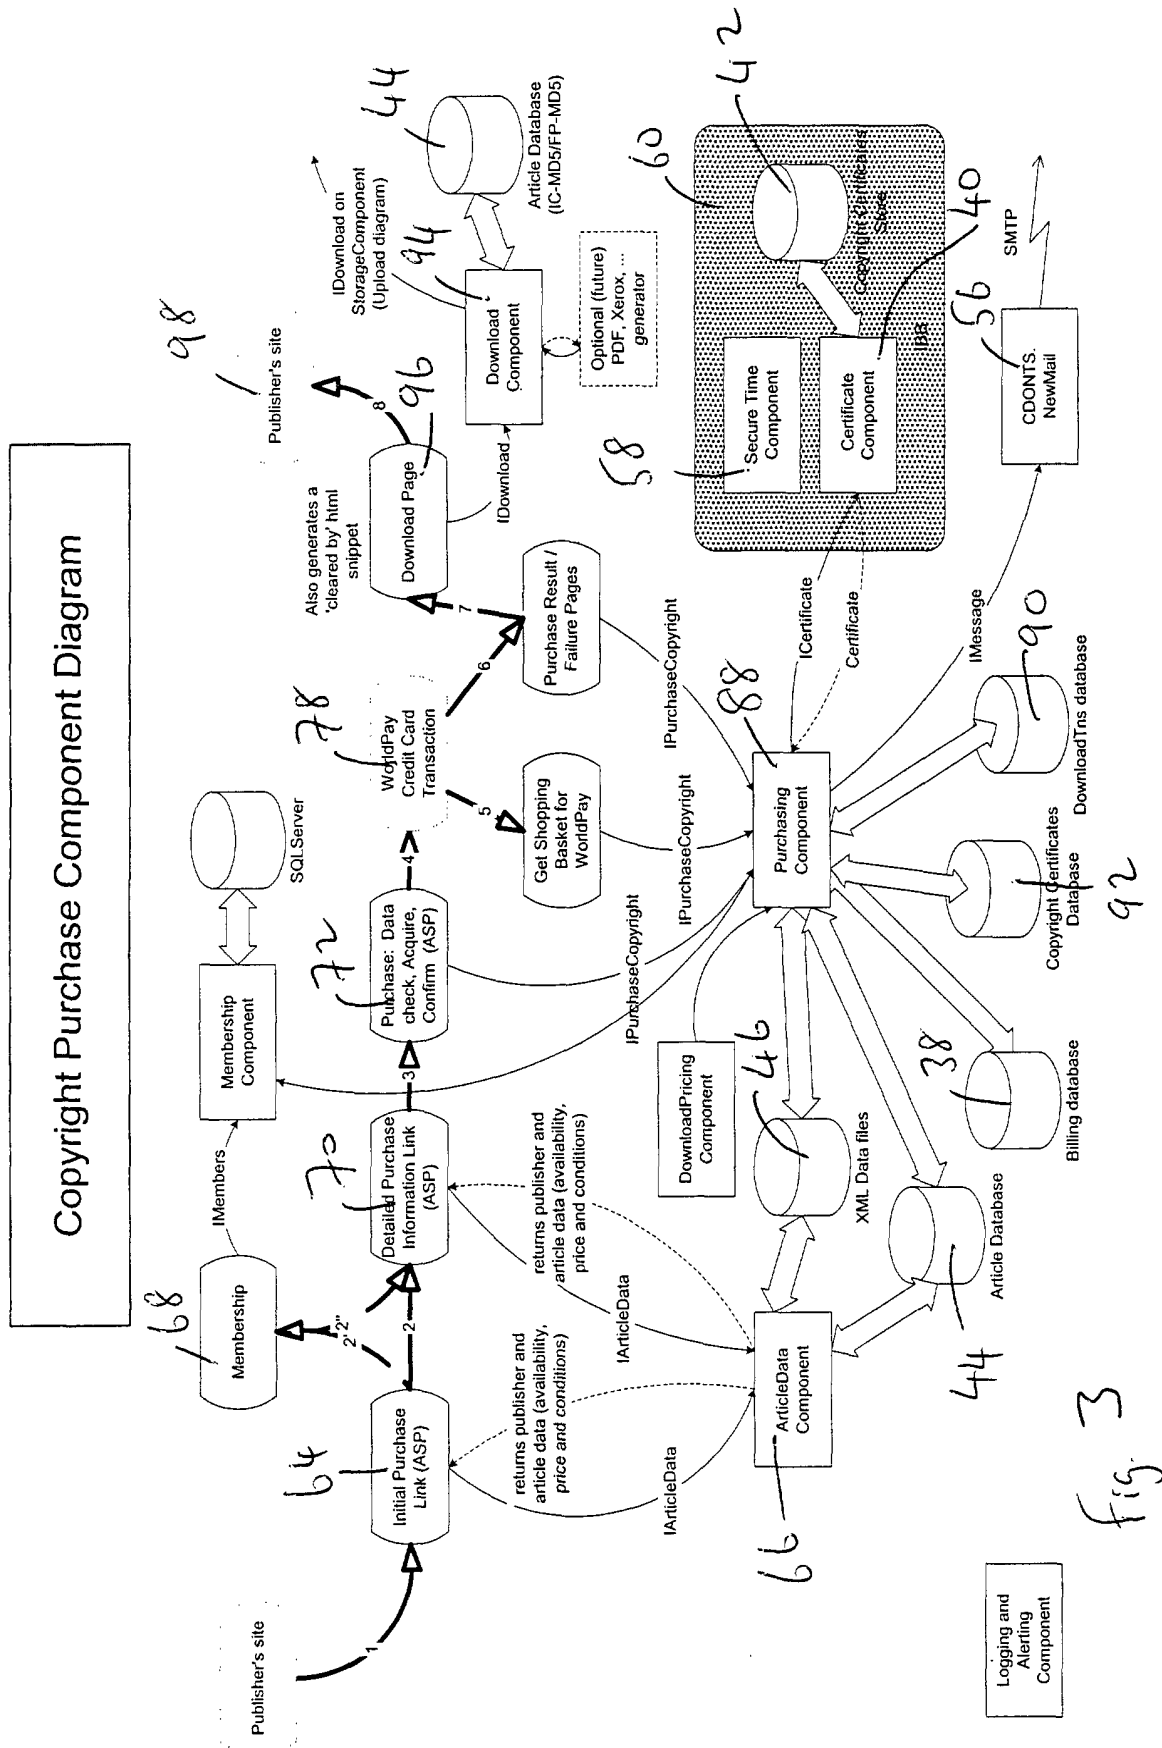 Copyright Purchase Component Diagram
Publisher's site
1
64
Initial Purchase
Link (ASP)
2
2'
2"
68
Membership
IMembers
Membership
Component
SQLServer
70
Detailed Purchase
Information Link
(ASP)
3
72
Purchase: Data
check, Acquire,
Confirm (ASP)
4
78
WorldPay
Credit Card
Transaction
5
6
Get Shopping
Basket for
WorldPay
Purchase Result /
Failure Pages
7
Also generates a
'cleared by' html
snippet
Download Page
96
8
Publisher's site
98
IDownload
IDownload on
StorageComponent
(Upload diagram)
94
Download
Component
44
Article Database
(IC-MD5/FP-MD5)
Optional (future)
PDF, Xerox, ...
generator
returns publisher and
article data (availability,
price and conditions)
IArticleData
returns publisher and
article data (availability,
price and conditions)
IArticleData
66
ArticleData
Component
IPurchaseCopyright
IPurchaseCopyright
IPurchaseCopyright
DownloadPricing
Component
46
XML Data files
88
Purchasing
Component
44
Article Database
38
Billing database
Copyright Certificates
Database
92
DownloadTns database
90
ICertificate
Certificate
IMessage
60
58
Secure Time
Component
Certificate
Component
40
42
Copyright Certificates
Store
IBB
56
CDONTS.
NewMail
SMTP
Logging and
Alerting
Component
Fig. 3